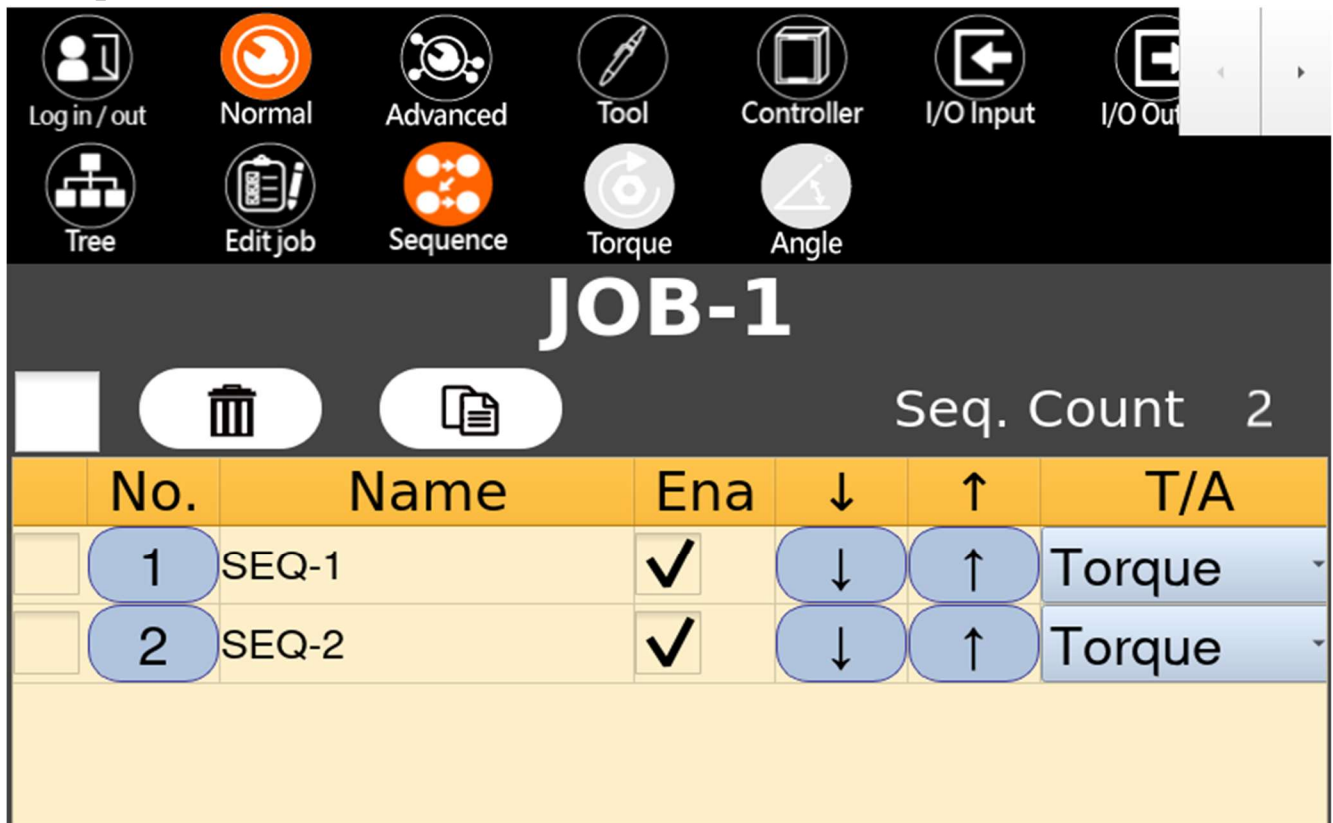 Log in / out Normal Advanced Tool Controller I/O Input I/O Out
Tree Edit job Sequence Torque Angle
JOB-1
Seq. Count 2
No. Name Ena ↓ ↑ T/A
1 SEQ-1 ↓ ↑ Torque
2 SEQ-2 ↓ ↑ Torque